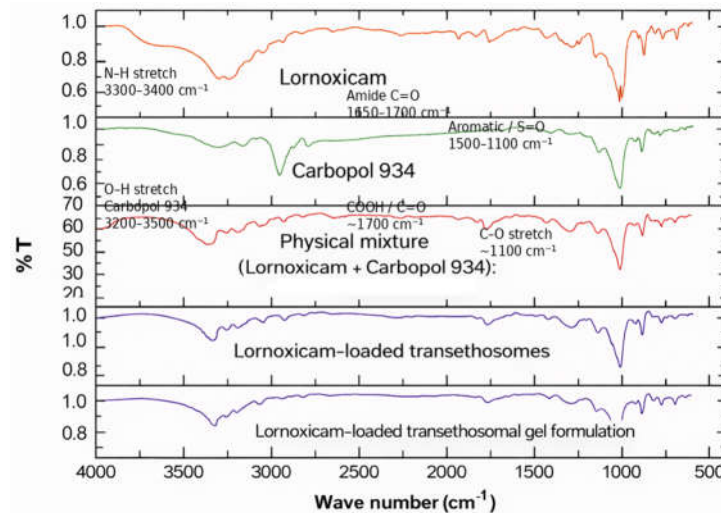 1.0
0.8
0.6
N–H stretch
3300–3400 cm⁻¹
Lornoxicam
Amide C=O
1650–1700 cm⁻¹
1.0
0.8
0.6
Aromatic / S=O
1500–1100 cm⁻¹
Carbopol 934
O–H stretch
Carbopol 934
3200–3500 cm⁻¹
COOH / C=O
~1700 cm⁻¹
C–O stretch
~1100 cm⁻¹
70
60
50
30
20
Physical mixture
(Lornoxicam + Carbopol 934):
% T
1.0
1.0
0.8
Lornoxicam–loaded transethosomes
1.0
0.8
Lornoxicam–loaded transethosomal gel formulation
4000 3500 3000 2500 2000 1500 1000 500
Wave number (cm⁻¹)